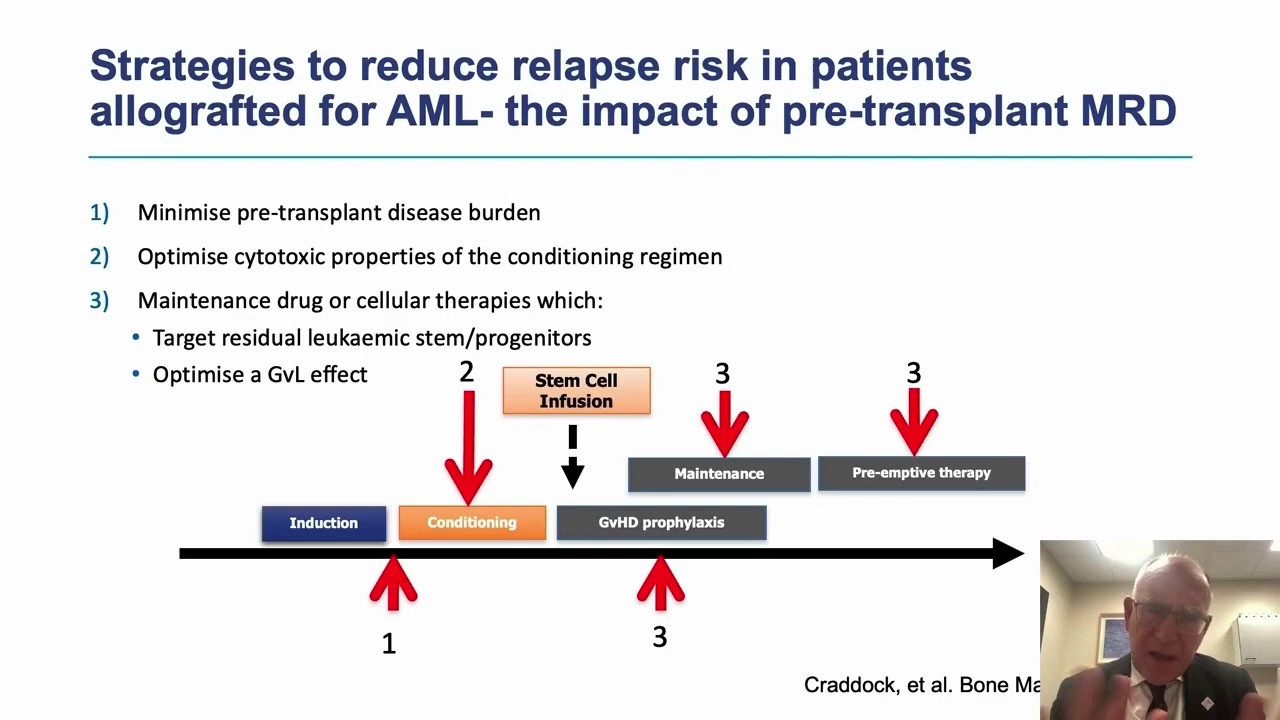 Strategies to reduce relapse risk in patients
allografted for AML- the impact of pre-transplant MRD
1) Minimise pre-transplant disease burden
2) Optimise cytotoxic properties of the conditioning regimen
3) Maintenance drug or cellular therapies which:
• Target residual leukaemic stem/progenitors
• Optimise a GvL effect
2
Stem Cell
Infusion
3
3
Maintenance
Pre-emptive therapy
Induction
Conditioning
GvHD prophylaxis
1
3
Craddock, et al. Bone